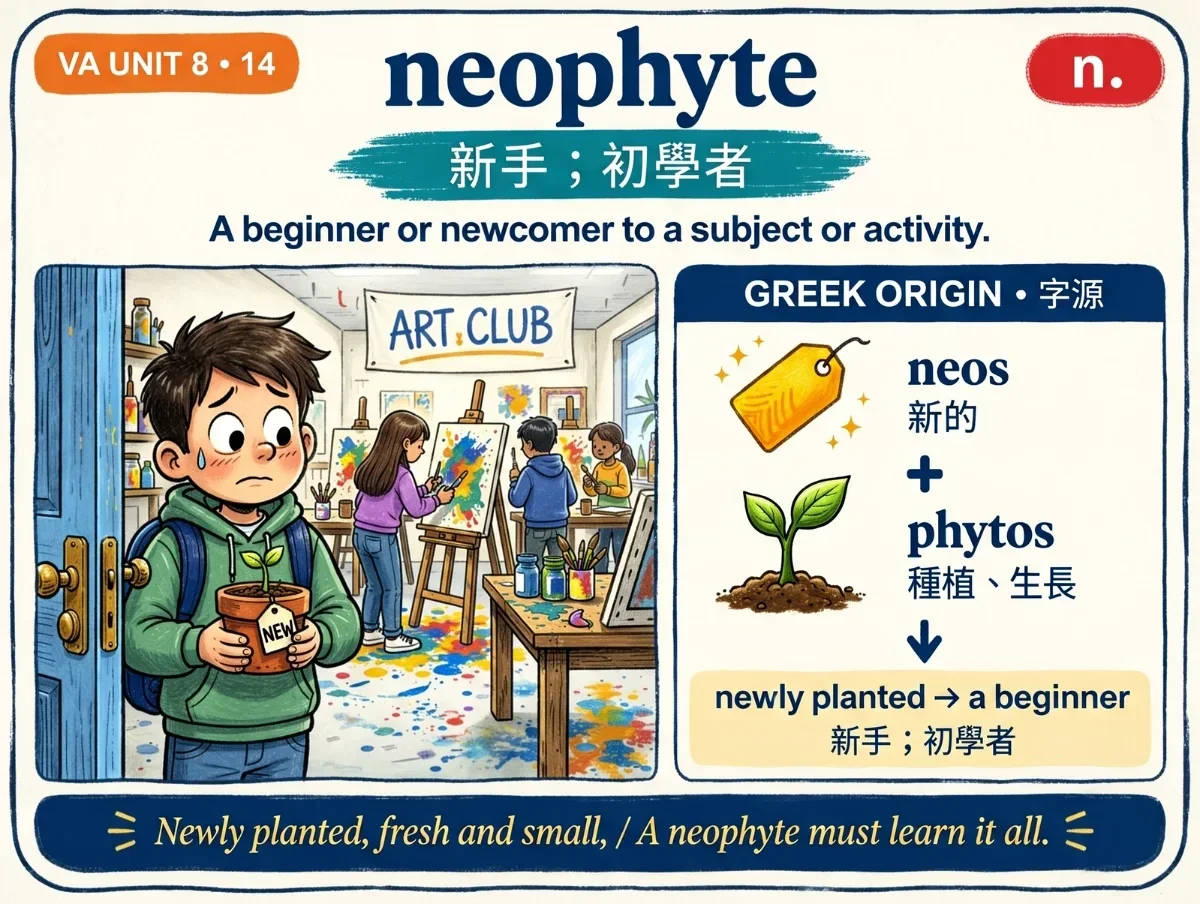 VA UNIT 8 • 14
neophyte
n.
新手；初學者
A beginner or newcomer to a subject or activity.
ART CLUB
NEW
GREEK ORIGIN • 字源
neos
新的
+
phytos
種植、生長
newly planted → a beginner
新手；初學者
Newly planted, fresh and small, / A neophyte must learn it all.